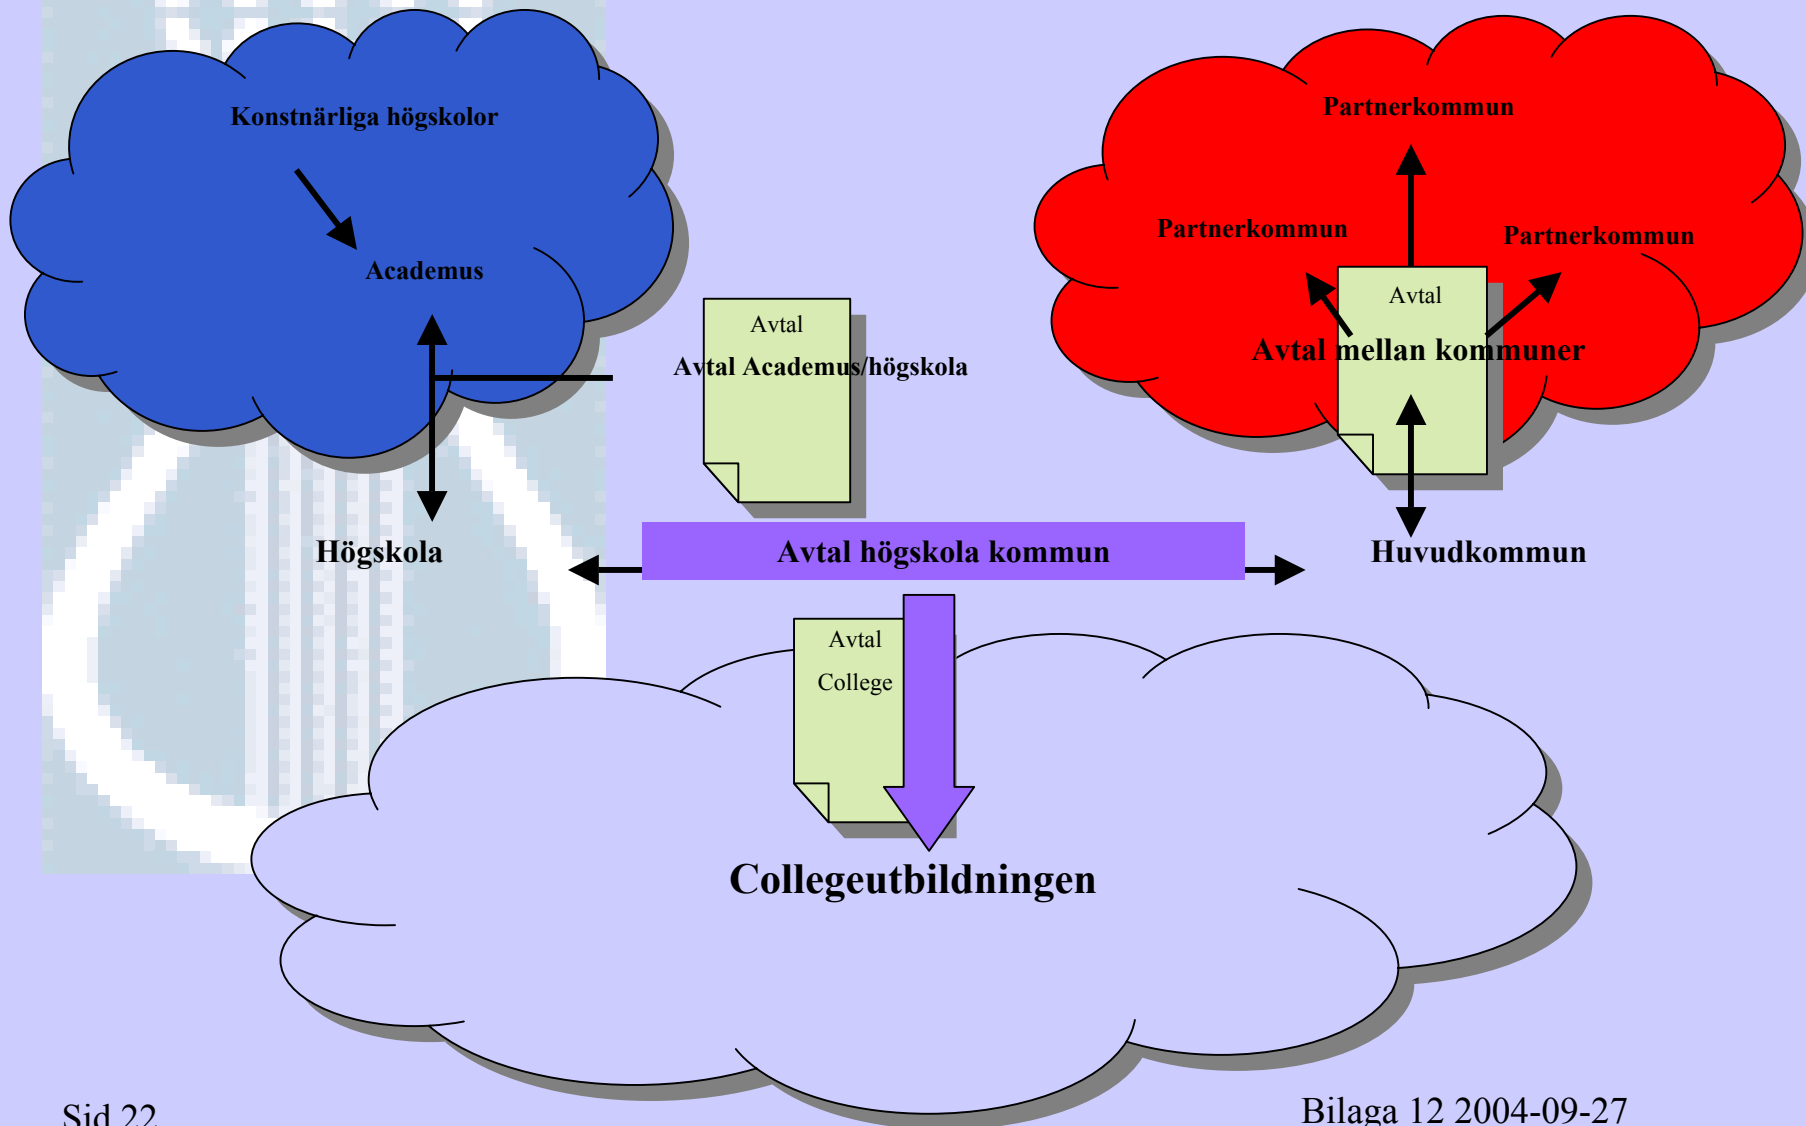 Konstnärliga högskolor
Academus
Partnerkommun
Partnerkommun
Partnerkommun
Avtal
Avtal mellan kommuner
Avtal
Avtal Academus/högskola
Högskola
Avtal högskola kommun
Huvudkommun
Avtal
College
Collegeutbildningen
Sid 22
Bilaga 12 2004-09-27